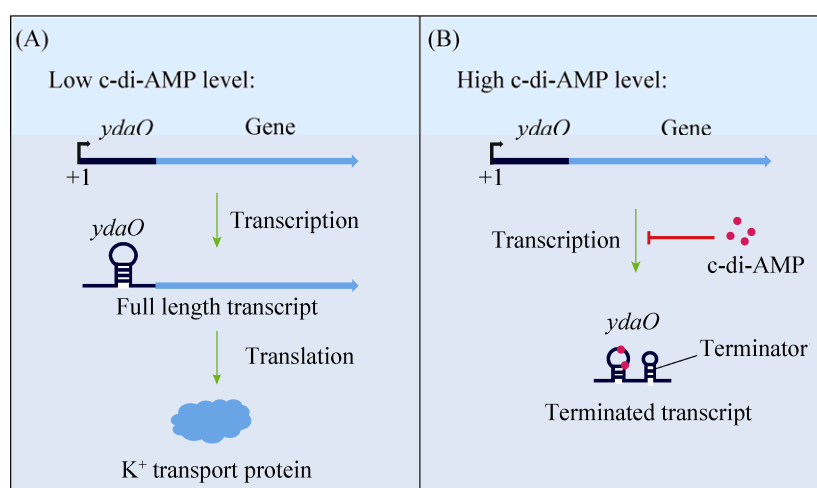 (A)
Low c-di-AMP level:
ydaO Gene
+1
Transcription
ydaO
Full length transcript
Translation
K⁺ transport protein
(B)
High c-di-AMP level:
ydaO Gene
+1
Transcription
c-di-AMP
ydaO
Terminator
Terminated transcript